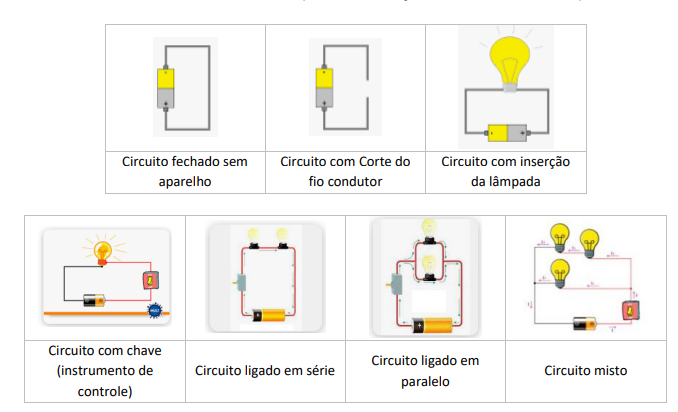 Circuito fechado sem
aparelho
Circuito com Corte do
fio condutor
Circuito com inserção
da lâmpada
Circuito com chave
(instrumento de
controle)
Circuito ligado em série
Circuito ligado em
paralelo
Circuito misto